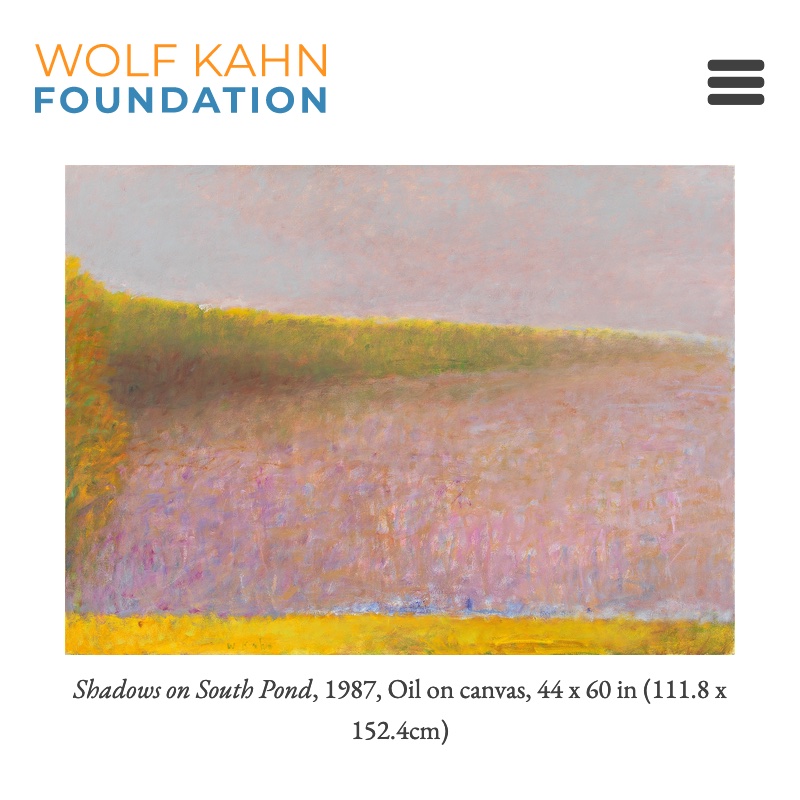 WOLF KAHN
FOUNDATION
Shadows on South Pond, 1987, Oil on canvas, 44 x 60 in (111.8 x
152.4cm)